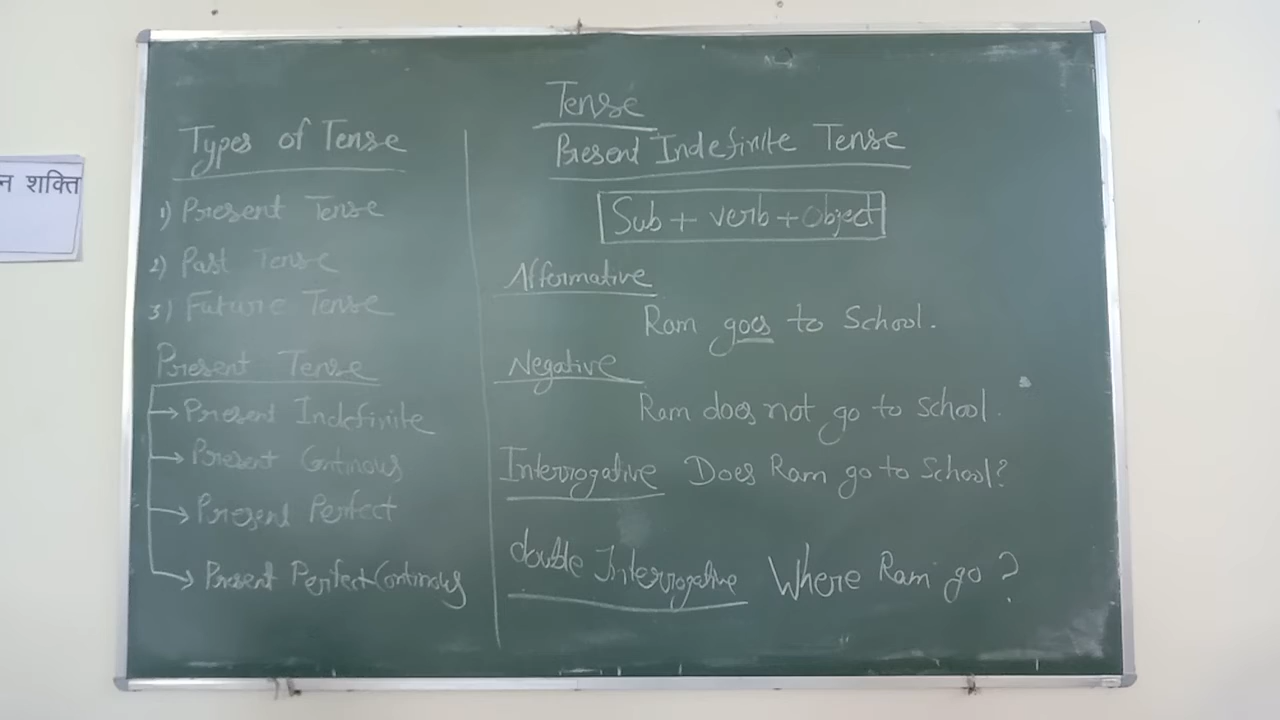 न शक्ति
Types of Tense
1) Present Tense
2) Past Tense
3) Future Tense
Present Tense
→ Present Indefinite
→ Present Continous
→ Present Perfect
→ Present Perfect Continous
Tense
Present Indefinite Tense
Sub + verb + Object
Afformative
Ram goes to School.
Negative
Ram does not go to School.
Interrogative Does Ram go to School?
double Interrogative Where Ram go ?